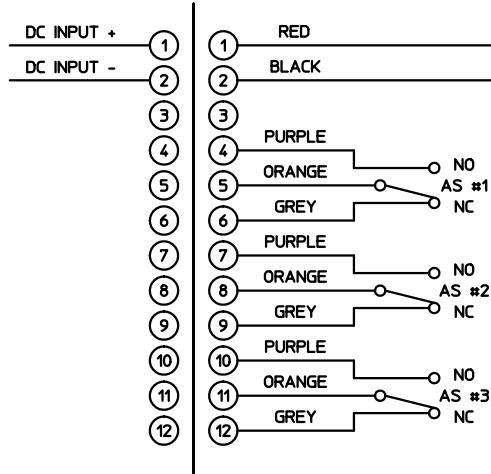 DC INPUT + 1 1 RED
DC INPUT - 2 2 BLACK
3 3
4 4 PURPLE NO
5 5 ORANGE AS #1
6 6 GREY NC
7 7 PURPLE NO
8 8 ORANGE AS #2
9 9 GREY NC
10 10 PURPLE NO
11 11 ORANGE AS #3
12 12 GREY NC